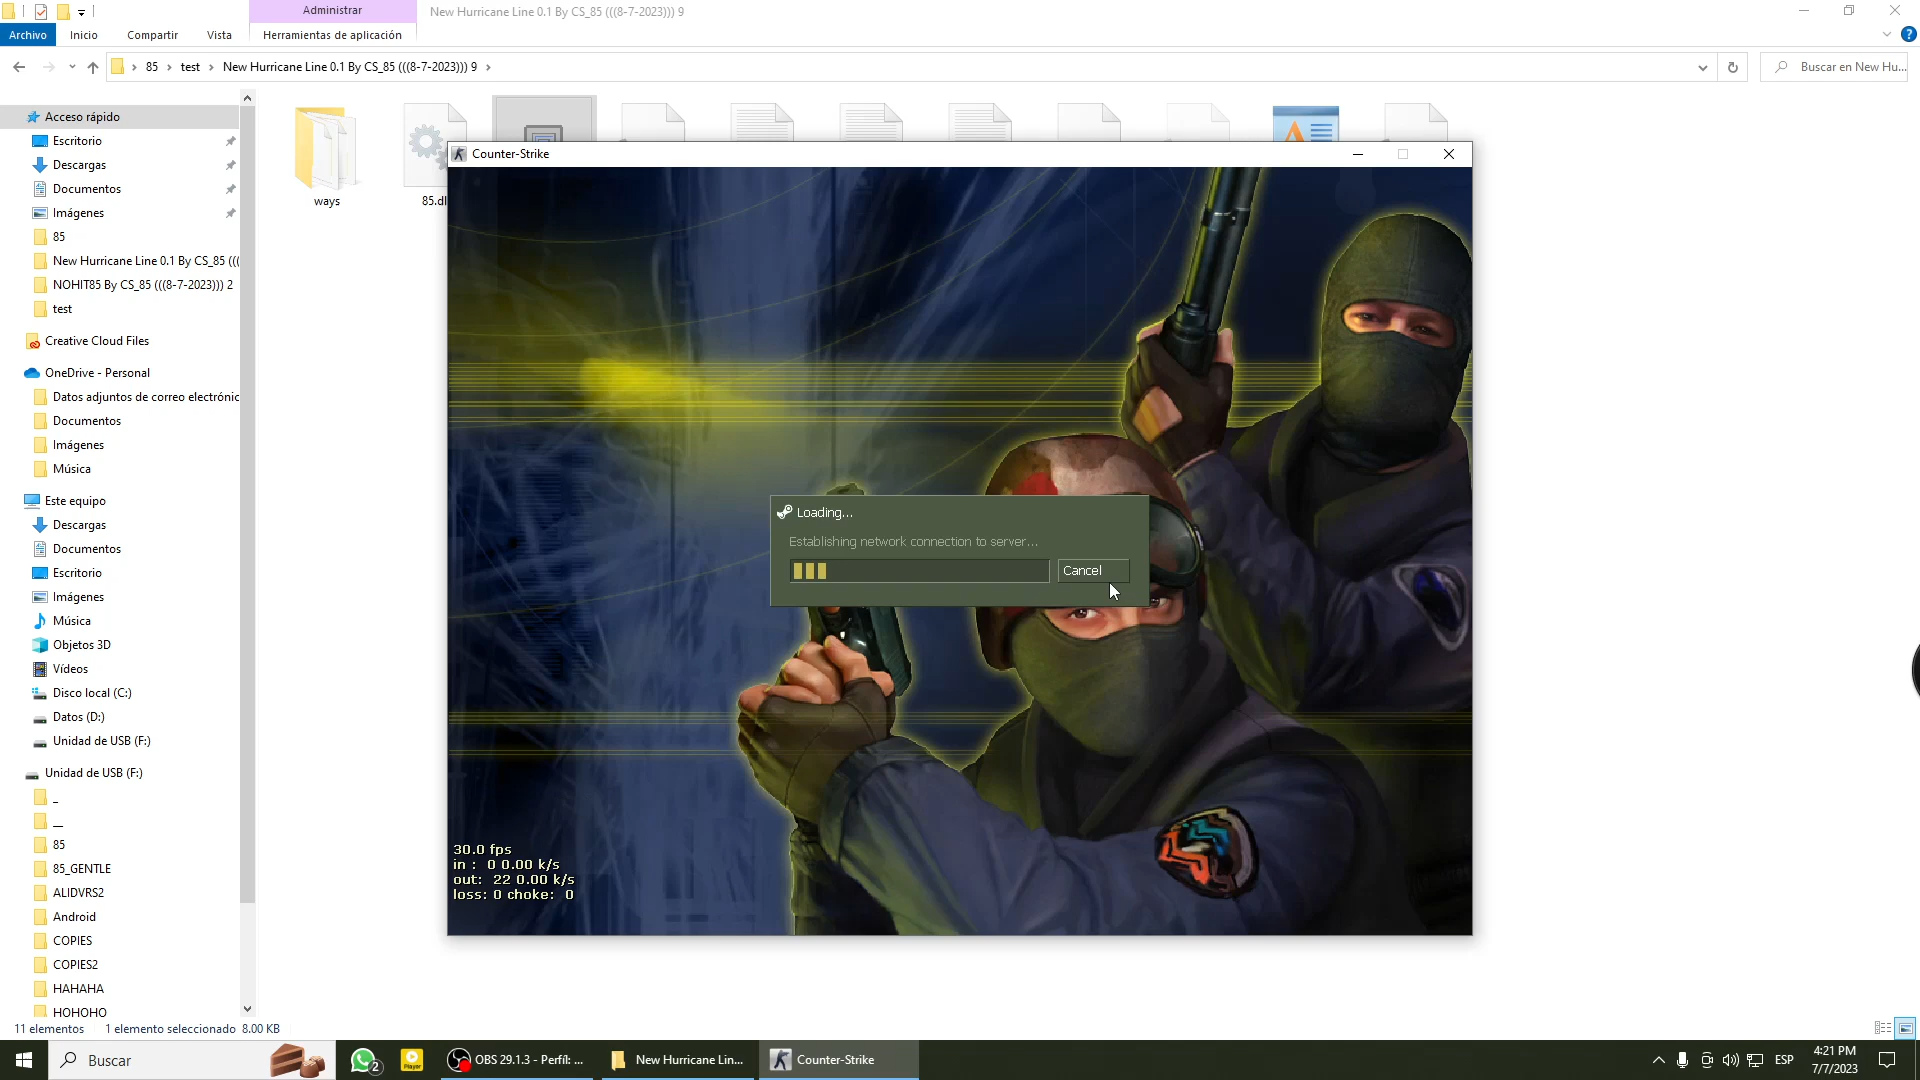 Administrar
New Hurricane Line 0.1 By CS_85 (((8-7-2023))) 9
Archivo
Inicio
Compartir
Vista
Herramientas de aplicación
85
test
New Hurricane Line 0.1 By CS_85 (((8-7-2023))) 9
Buscar en New Hu...
Acceso rápido
Escritorio
Descargas
Documentos
Imágenes
85
New Hurricane Line 0.1 By CS_85 (((
NOHIT85 By CS_85 (((8-7-2023))) 2
test
Creative Cloud Files
OneDrive - Personal
Datos adjuntos de correo electrónic
Documentos
Imágenes
Música
Este equipo
Descargas
Documentos
Escritorio
Imágenes
Música
Objetos 3D
Vídeos
Disco local (C:)
Datos (D:)
Unidad de USB (F:)
Unidad de USB (F:)
_
__
85
85_GENTLE
ALIDVRS2
Android
COPIES
COPIES2
HAHAHA
HOHOHO
ways
85.dl
Counter-Strike
Loading...
Establishing network connection to server...
Cancel
30.0 fps
in :  0 0.00 k/s
out:  22 0.00 k/s
loss: 0 choke:  0
11 elementos
1 elemento seleccionado  8.00 KB
Buscar
2
Player
OBS 29.1.3 - Perfil: ...
New Hurricane Lin...
Counter-Strike
ESP
4:21 PM
7/7/2023